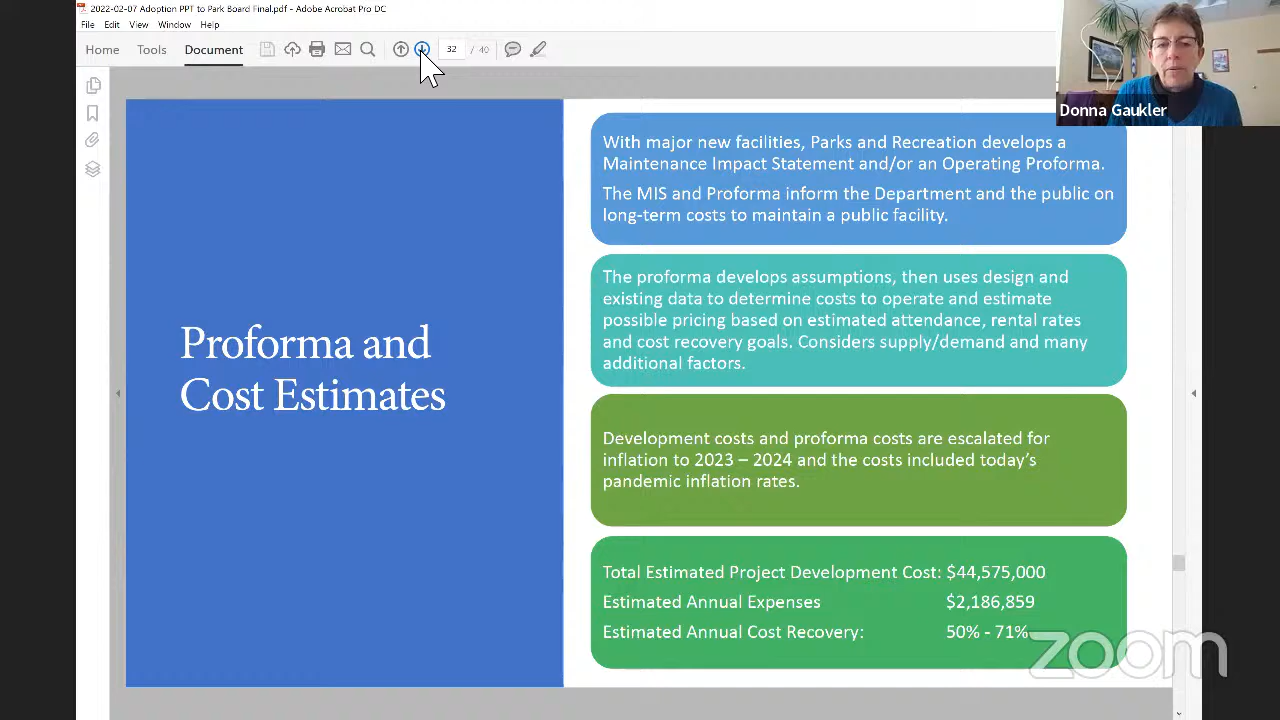 2022-02-07 Adoption PPT to Park Board Final.pdf - Adobe Acrobat Pro DC
File Edit View Window Help
Home Tools Document 32 / 40
Donna Gaukler
Proforma and
Cost Estimates
With major new facilities, Parks and Recreation develops a
Maintenance Impact Statement and/or an Operating Proforma.
The MIS and Proforma inform the Department and the public on
long-term costs to maintain a public facility.
The proforma develops assumptions, then uses design and
existing data to determine costs to operate and estimate
possible pricing based on estimated attendance, rental rates
and cost recovery goals. Considers supply/demand and many
additional factors.
Development costs and proforma costs are escalated for
inflation to 2023 – 2024 and the costs included today’s
pandemic inflation rates.
Total Estimated Project Development Cost: $44,575,000
Estimated Annual Expenses $2,186,859
Estimated Annual Cost Recovery: 50% - 71%
zoom